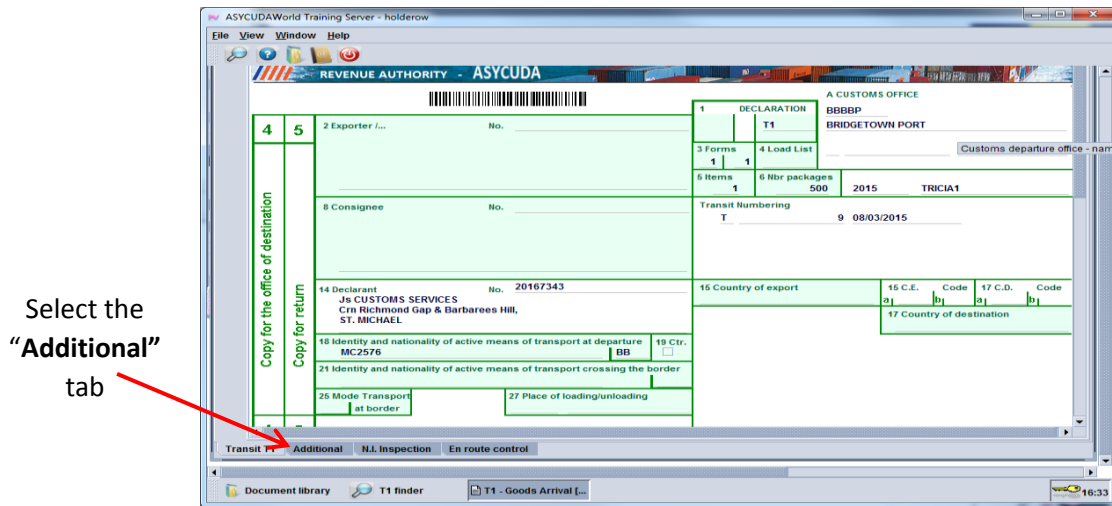 ASYCUDAWorld Training Server - holderow
File View Window Help
REVENUE AUTHORITY - ASYCUDA
A CUSTOMS OFFICE
1 DECLARATION
BBBBP
T1
BRIDGETOWN PORT
4 5
2 Exporter /... No.
3 Forms 4 Load List
Customs departure office - nam
1 1
5 Items 6 Nbr packages
1 500 2015 TRICIA1
8 Consignee No.
Transit Numbering
T 9 08/03/2015
Copy for the office of destination
Copy for return
14 Declarant No. 20167343
Js CUSTOMS SERVICES
Crn Richmond Gap & Barbarees Hill,
ST. MICHAEL
15 Country of export
15 C.E. Code 17 C.D. Code
a b a b
17 Country of destination
18 Identity and nationality of active means of transport at departure 19 Ctr.
MC2576 BB
21 Identity and nationality of active means of transport crossing the border
25 Mode Transport 27 Place of loading/unloading
at border
Select the
“Additional”
tab
Transit T1 Additional N.I. Inspection En route control
Document library T1 finder T1 - Goods Arrival [... 16:33